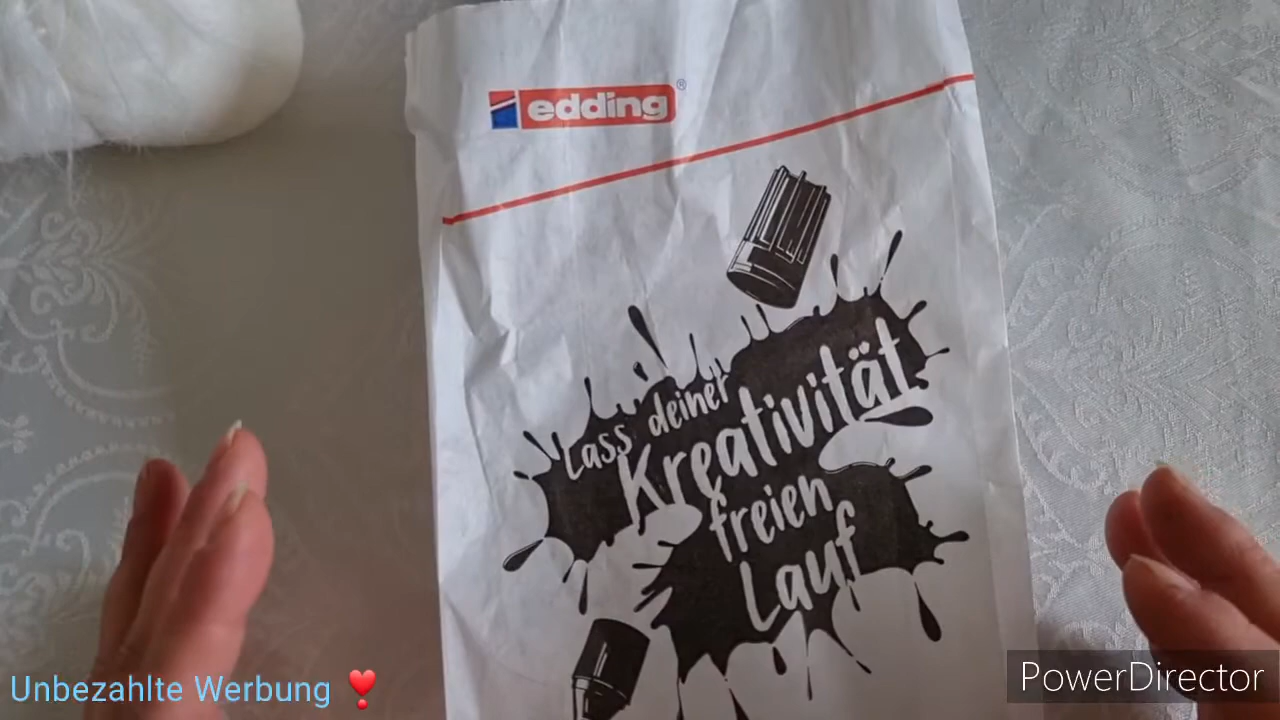 edding®
Lass deiner
Kreativität
freien
Lauf
Unbezahlte Werbung ❣
PowerDirector